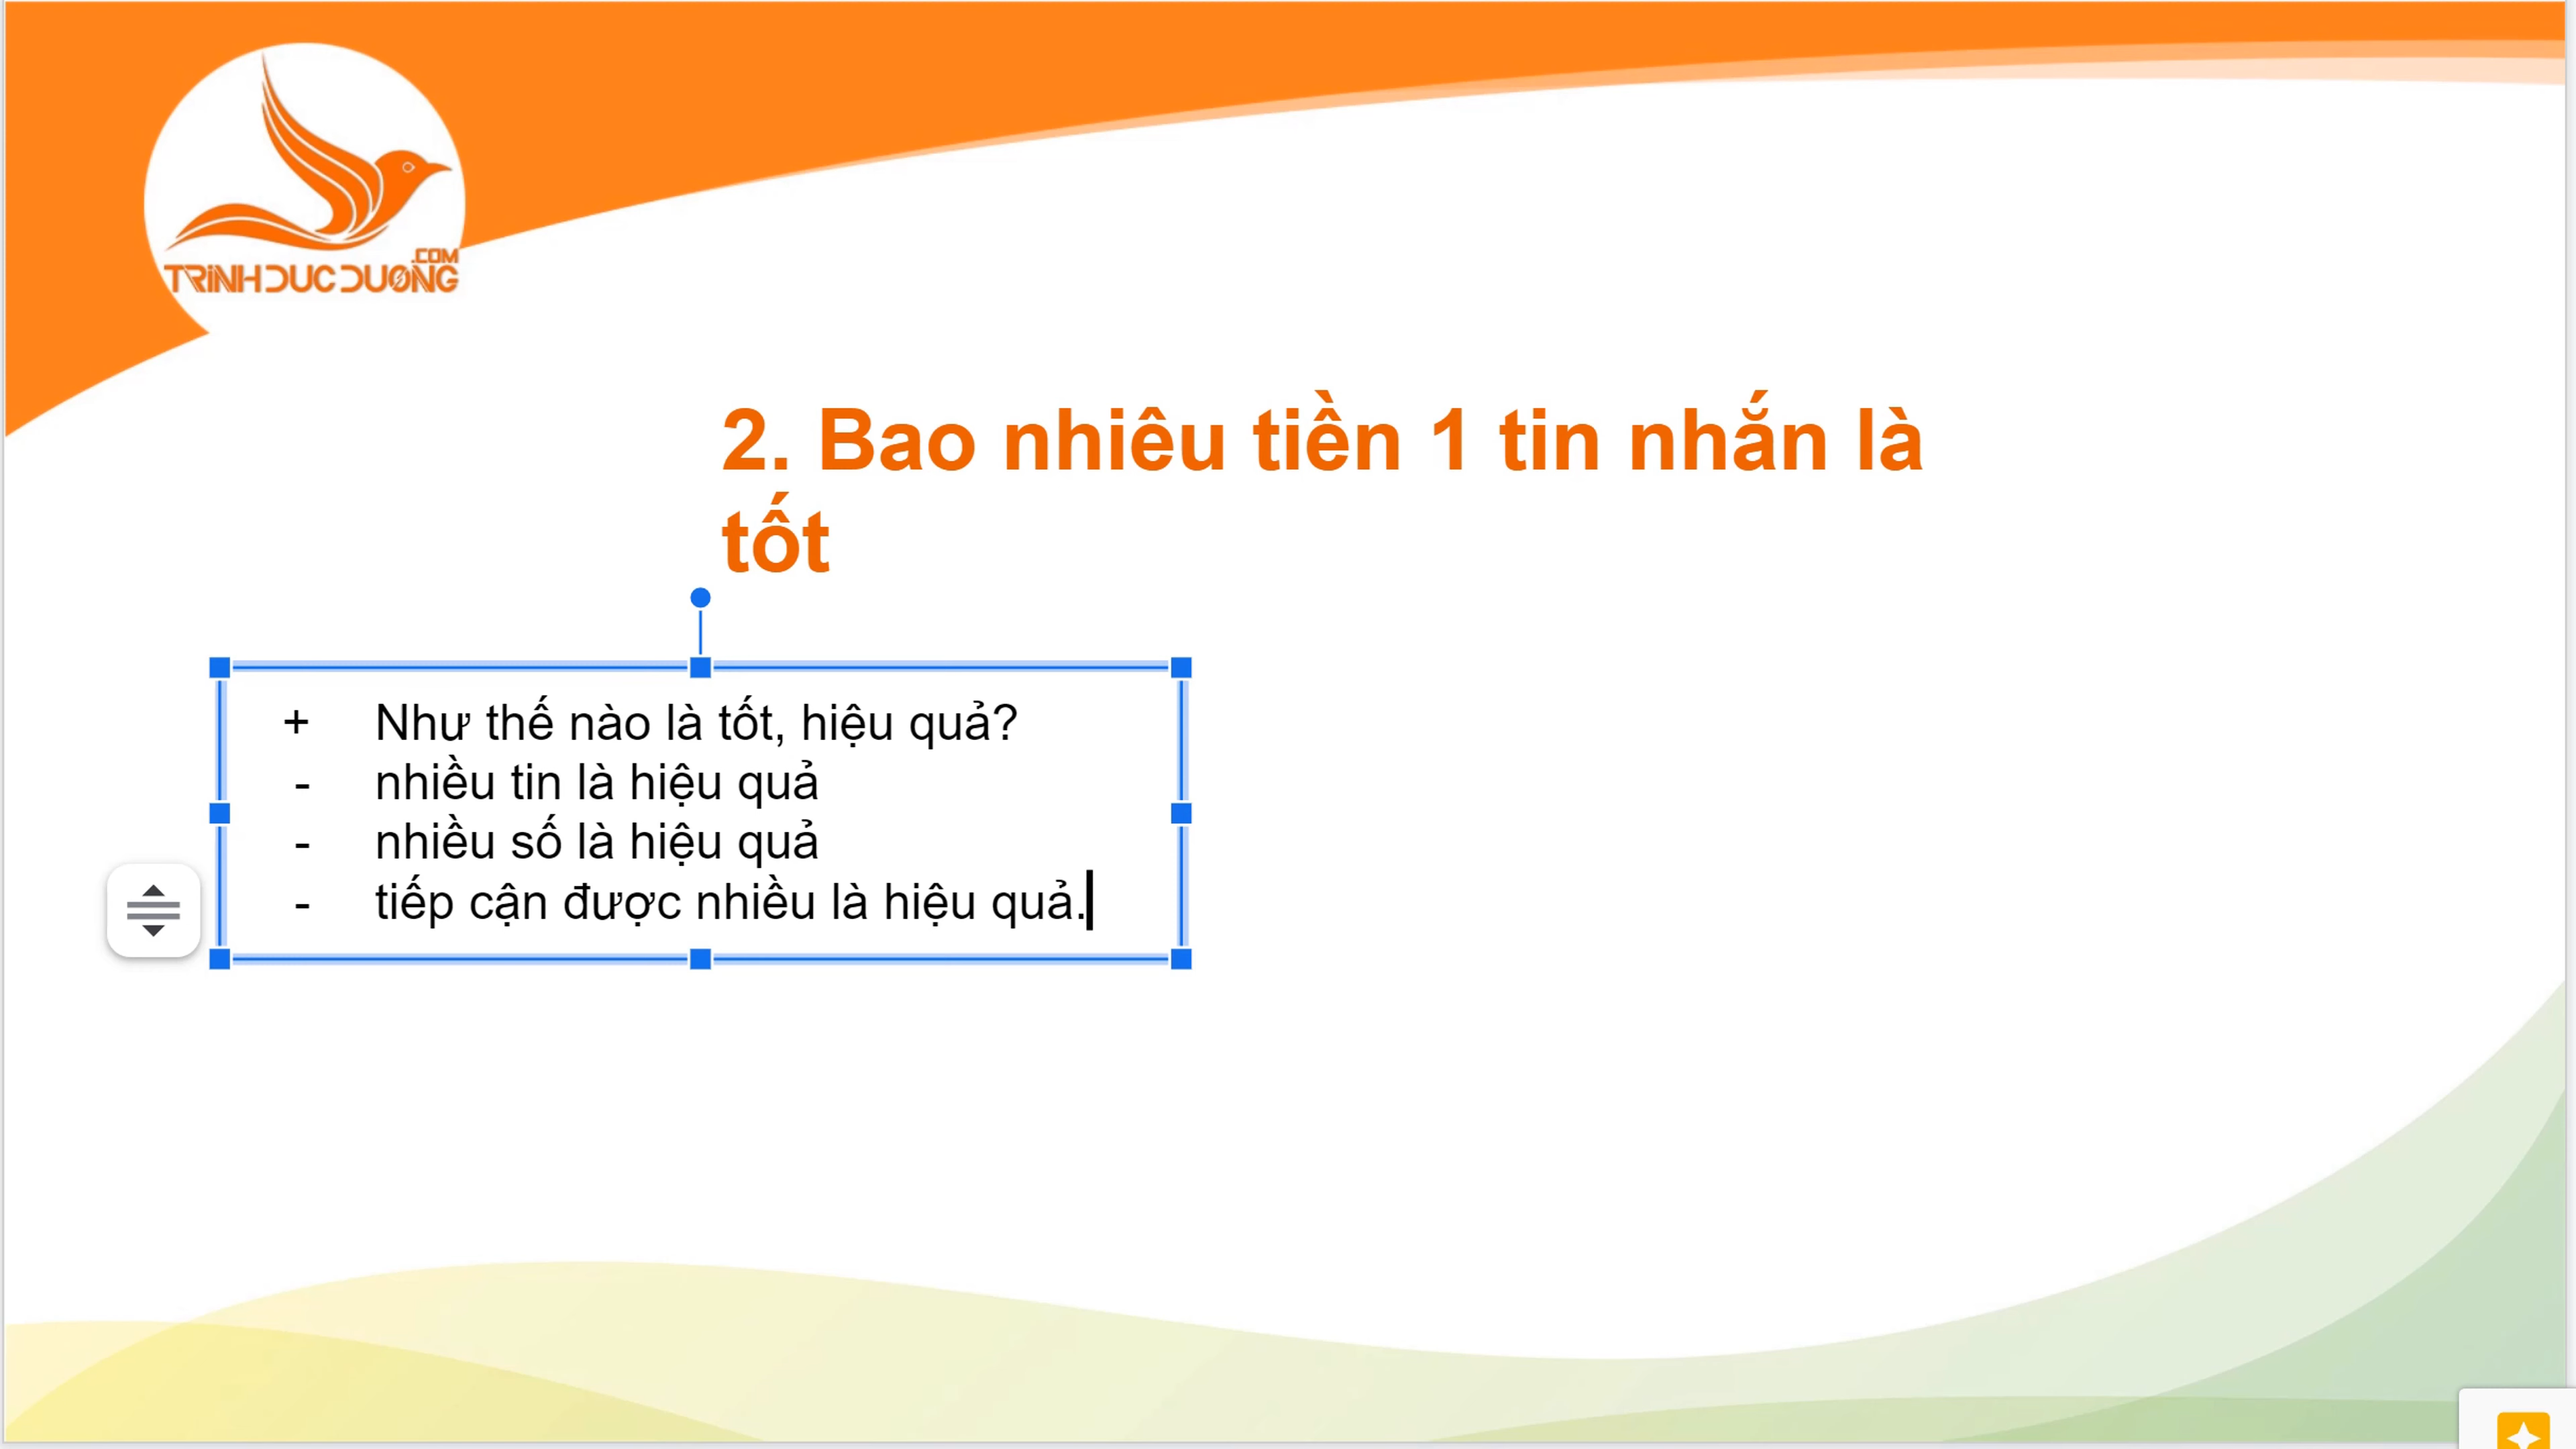 .COM
TRINHDUCDUONG
2. Bao nhiêu tiền 1 tin nhắn là
tốt
+ Như thế nào là tốt, hiệu quả?
- nhiều tin là hiệu quả
- nhiều số là hiệu quả
- tiếp cận được nhiều là hiệu quả.